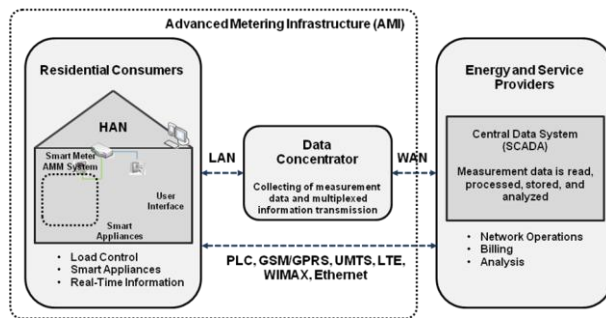 Advanced Metering Infrastructure (AMI)
Residential Consumers
HAN
Smart Meter
AMM System
User
Interface
Smart
Appliances
• Load Control
• Smart Appliances
• Real-Time Information
LAN
Data
Concentrator
Collecting of measurement
data and multiplexed
information transmission
WAN
PLC, GSM/GPRS, UMTS, LTE,
WIMAX, Ethernet
Energy and Service
Providers
Central Data System
(SCADA)
Measurement data is read,
processed, stored, and
analyzed
• Network Operations
• Billing
• Analysis